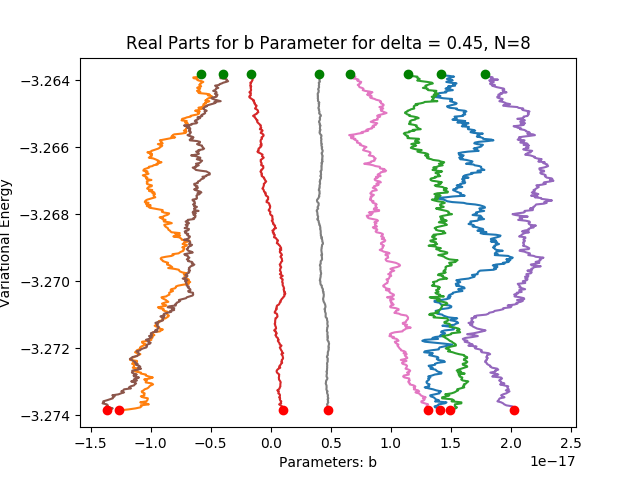 Real Parts for b Parameter for delta = 0.45, N=8
Variational Energy
−3.264
−3.266
−3.268
−3.270
−3.272
−3.274
−1.5 −1.0 −0.5 0.0 0.5 1.0 1.5 2.0 2.5
1e−17
Parameters: b